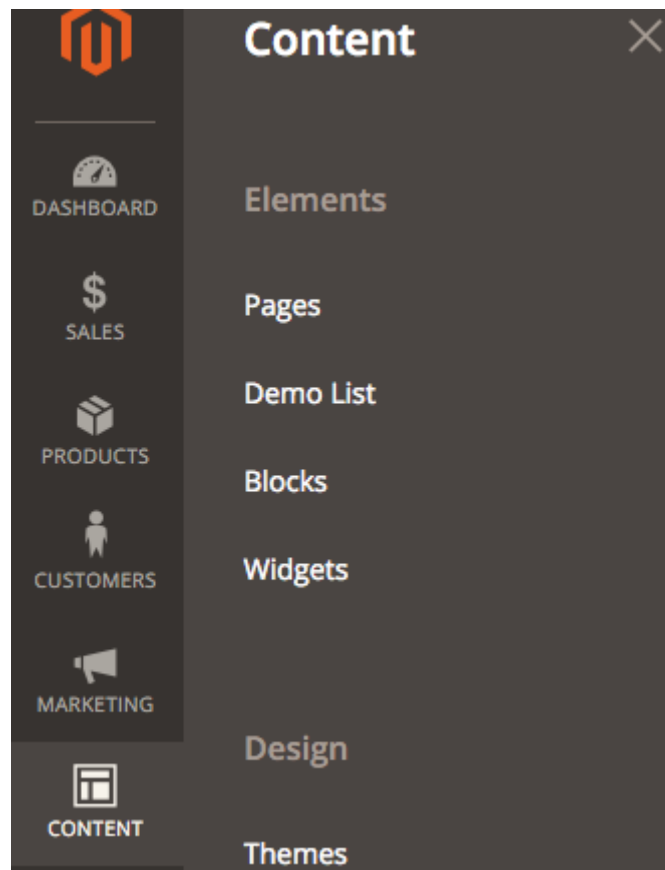 DASHBOARD
SALES
PRODUCTS
CUSTOMERS
MARKETING
CONTENT
Content
Elements
Pages
Demo List
Blocks
Widgets
Design
Themes